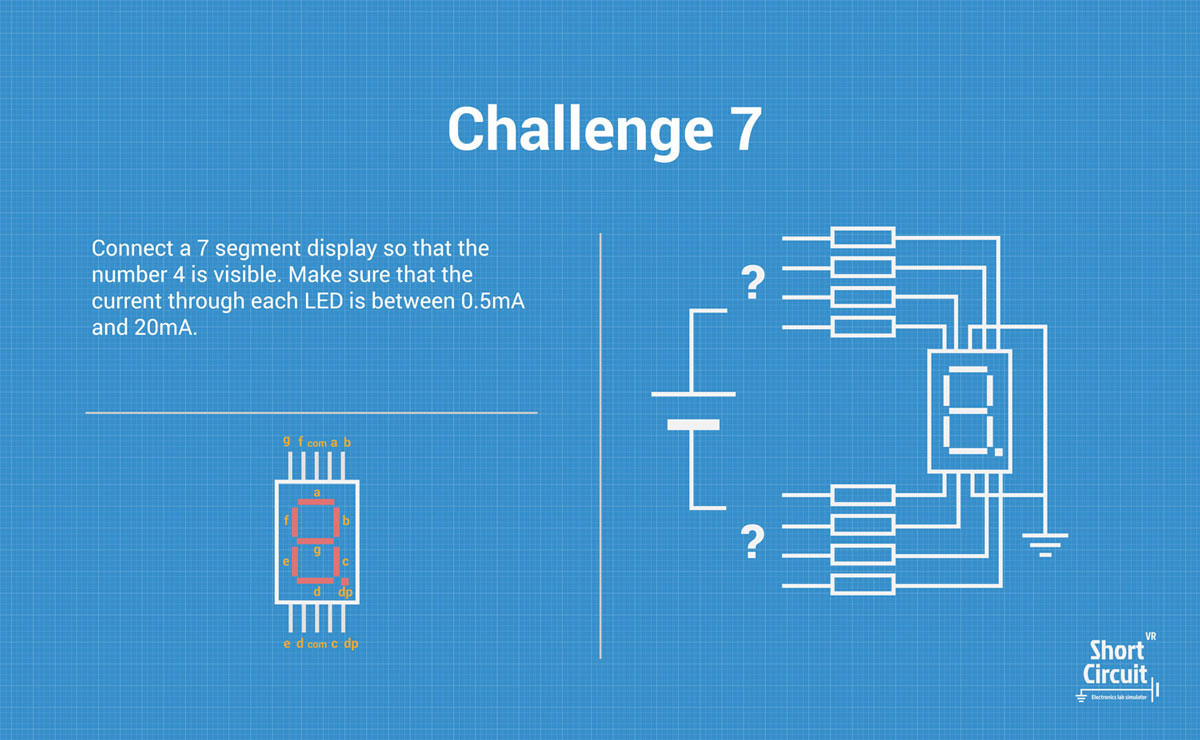 Challenge 7
Connect a 7 segment display so that the
number 4 is visible. Make sure that the
current through each LED is between 0.5mA
and 20mA.
g f com a b
a
f b
g
e c
d dp
e d com c dp
?
?
Short VR
Circuit
Electronics lab simulator